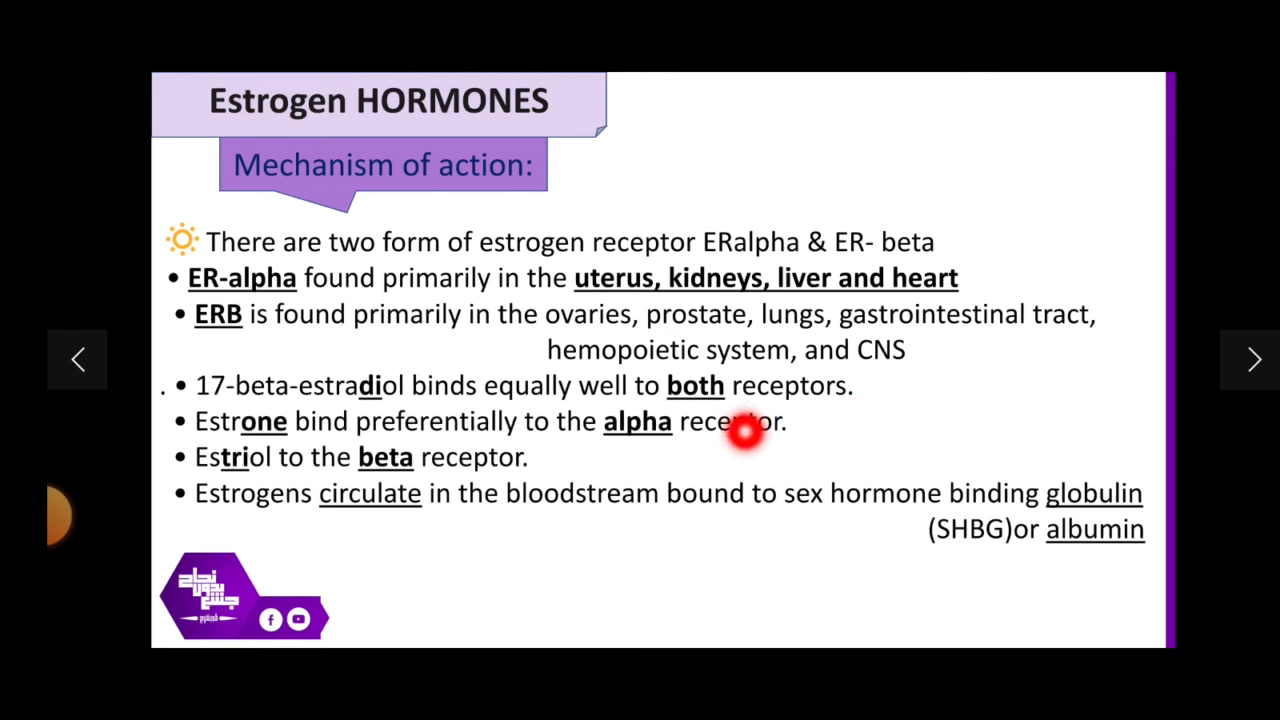 Estrogen HORMONES
Mechanism of action:
There are two form of estrogen receptor ERalpha & ER- beta
• ER-alpha found primarily in the uterus, kidneys, liver and heart
• ERB is found primarily in the ovaries, prostate, lungs, gastrointestinal tract,
hemopoietic system, and CNS
. • 17-beta-estradiol binds equally well to both receptors.
• Estrone bind preferentially to the alpha receptor.
• Estriol to the beta receptor.
• Estrogens circulate in the bloodstream bound to sex hormone binding globulin
(SHBG)or albumin
نجاح
بدون
جشع